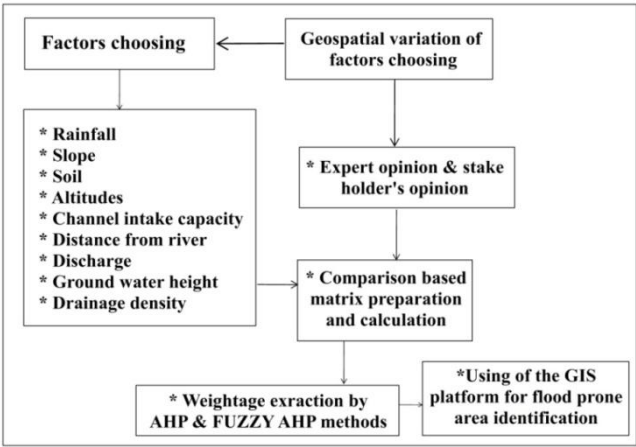 Factors choosing
Geospatial variation of
factors choosing
* Rainfall
* Slope
* Soil
* Altitudes
* Channel intake capacity
* Distance from river
* Discharge
* Ground water height
* Drainage density
* Expert opinion & stake
holder's opinion
* Comparison based
matrix preparation
and calculation
* Weightage exraction by
AHP & FUZZY AHP methods
*Using of the GIS
platform for flood prone
area identification